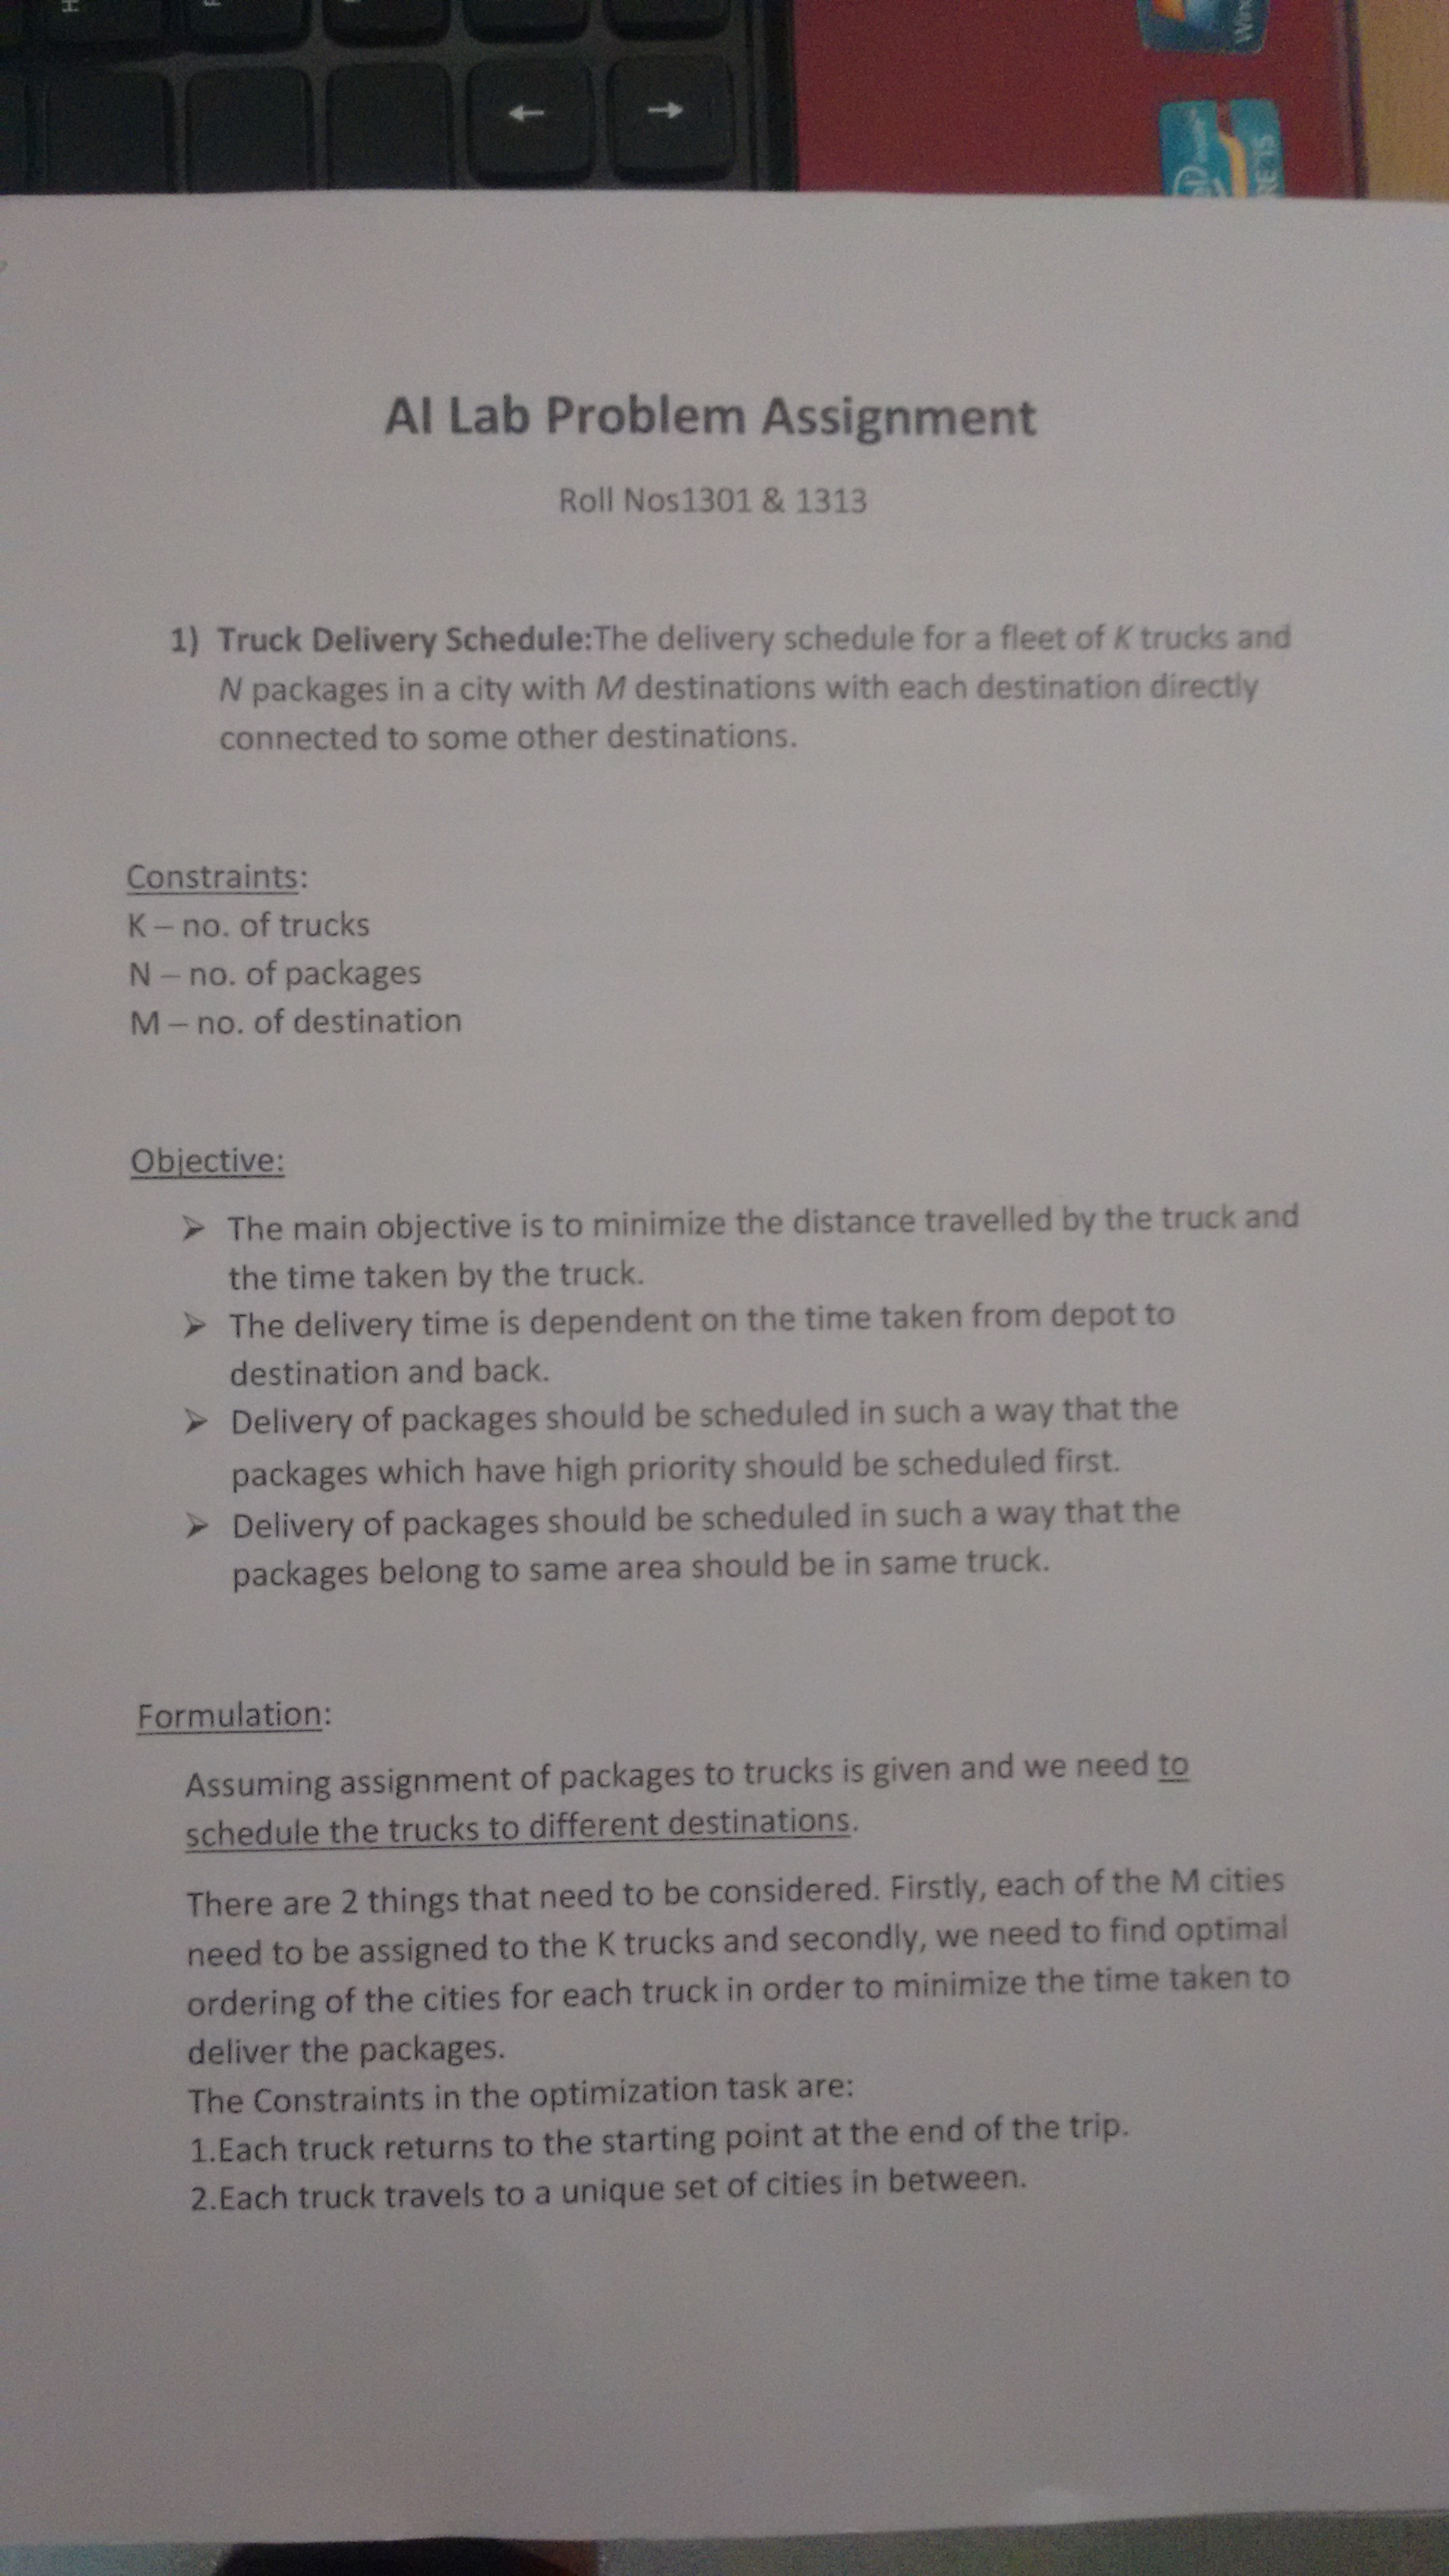 ← →
AI Lab Problem Assignment
Roll Nos1301 & 1313
1) Truck Delivery Schedule:The delivery schedule for a fleet of K trucks and
N packages in a city with M destinations with each destination directly
connected to some other destinations.
Constraints:
K – no. of trucks
N – no. of packages
M – no. of destination
Objective:
➢ The main objective is to minimize the distance travelled by the truck and
the time taken by the truck.
➢ The delivery time is dependent on the time taken from depot to
destination and back.
➢ Delivery of packages should be scheduled in such a way that the
packages which have high priority should be scheduled first.
➢ Delivery of packages should be scheduled in such a way that the
packages belong to same area should be in same truck.
Formulation:
Assuming assignment of packages to trucks is given and we need to
schedule the trucks to different destinations.
There are 2 things that need to be considered. Firstly, each of the M cities
need to be assigned to the K trucks and secondly, we need to find optimal
ordering of the cities for each truck in order to minimize the time taken to
deliver the packages.
The Constraints in the optimization task are:
1.Each truck returns to the starting point at the end of the trip.
2.Each truck travels to a unique set of cities in between.